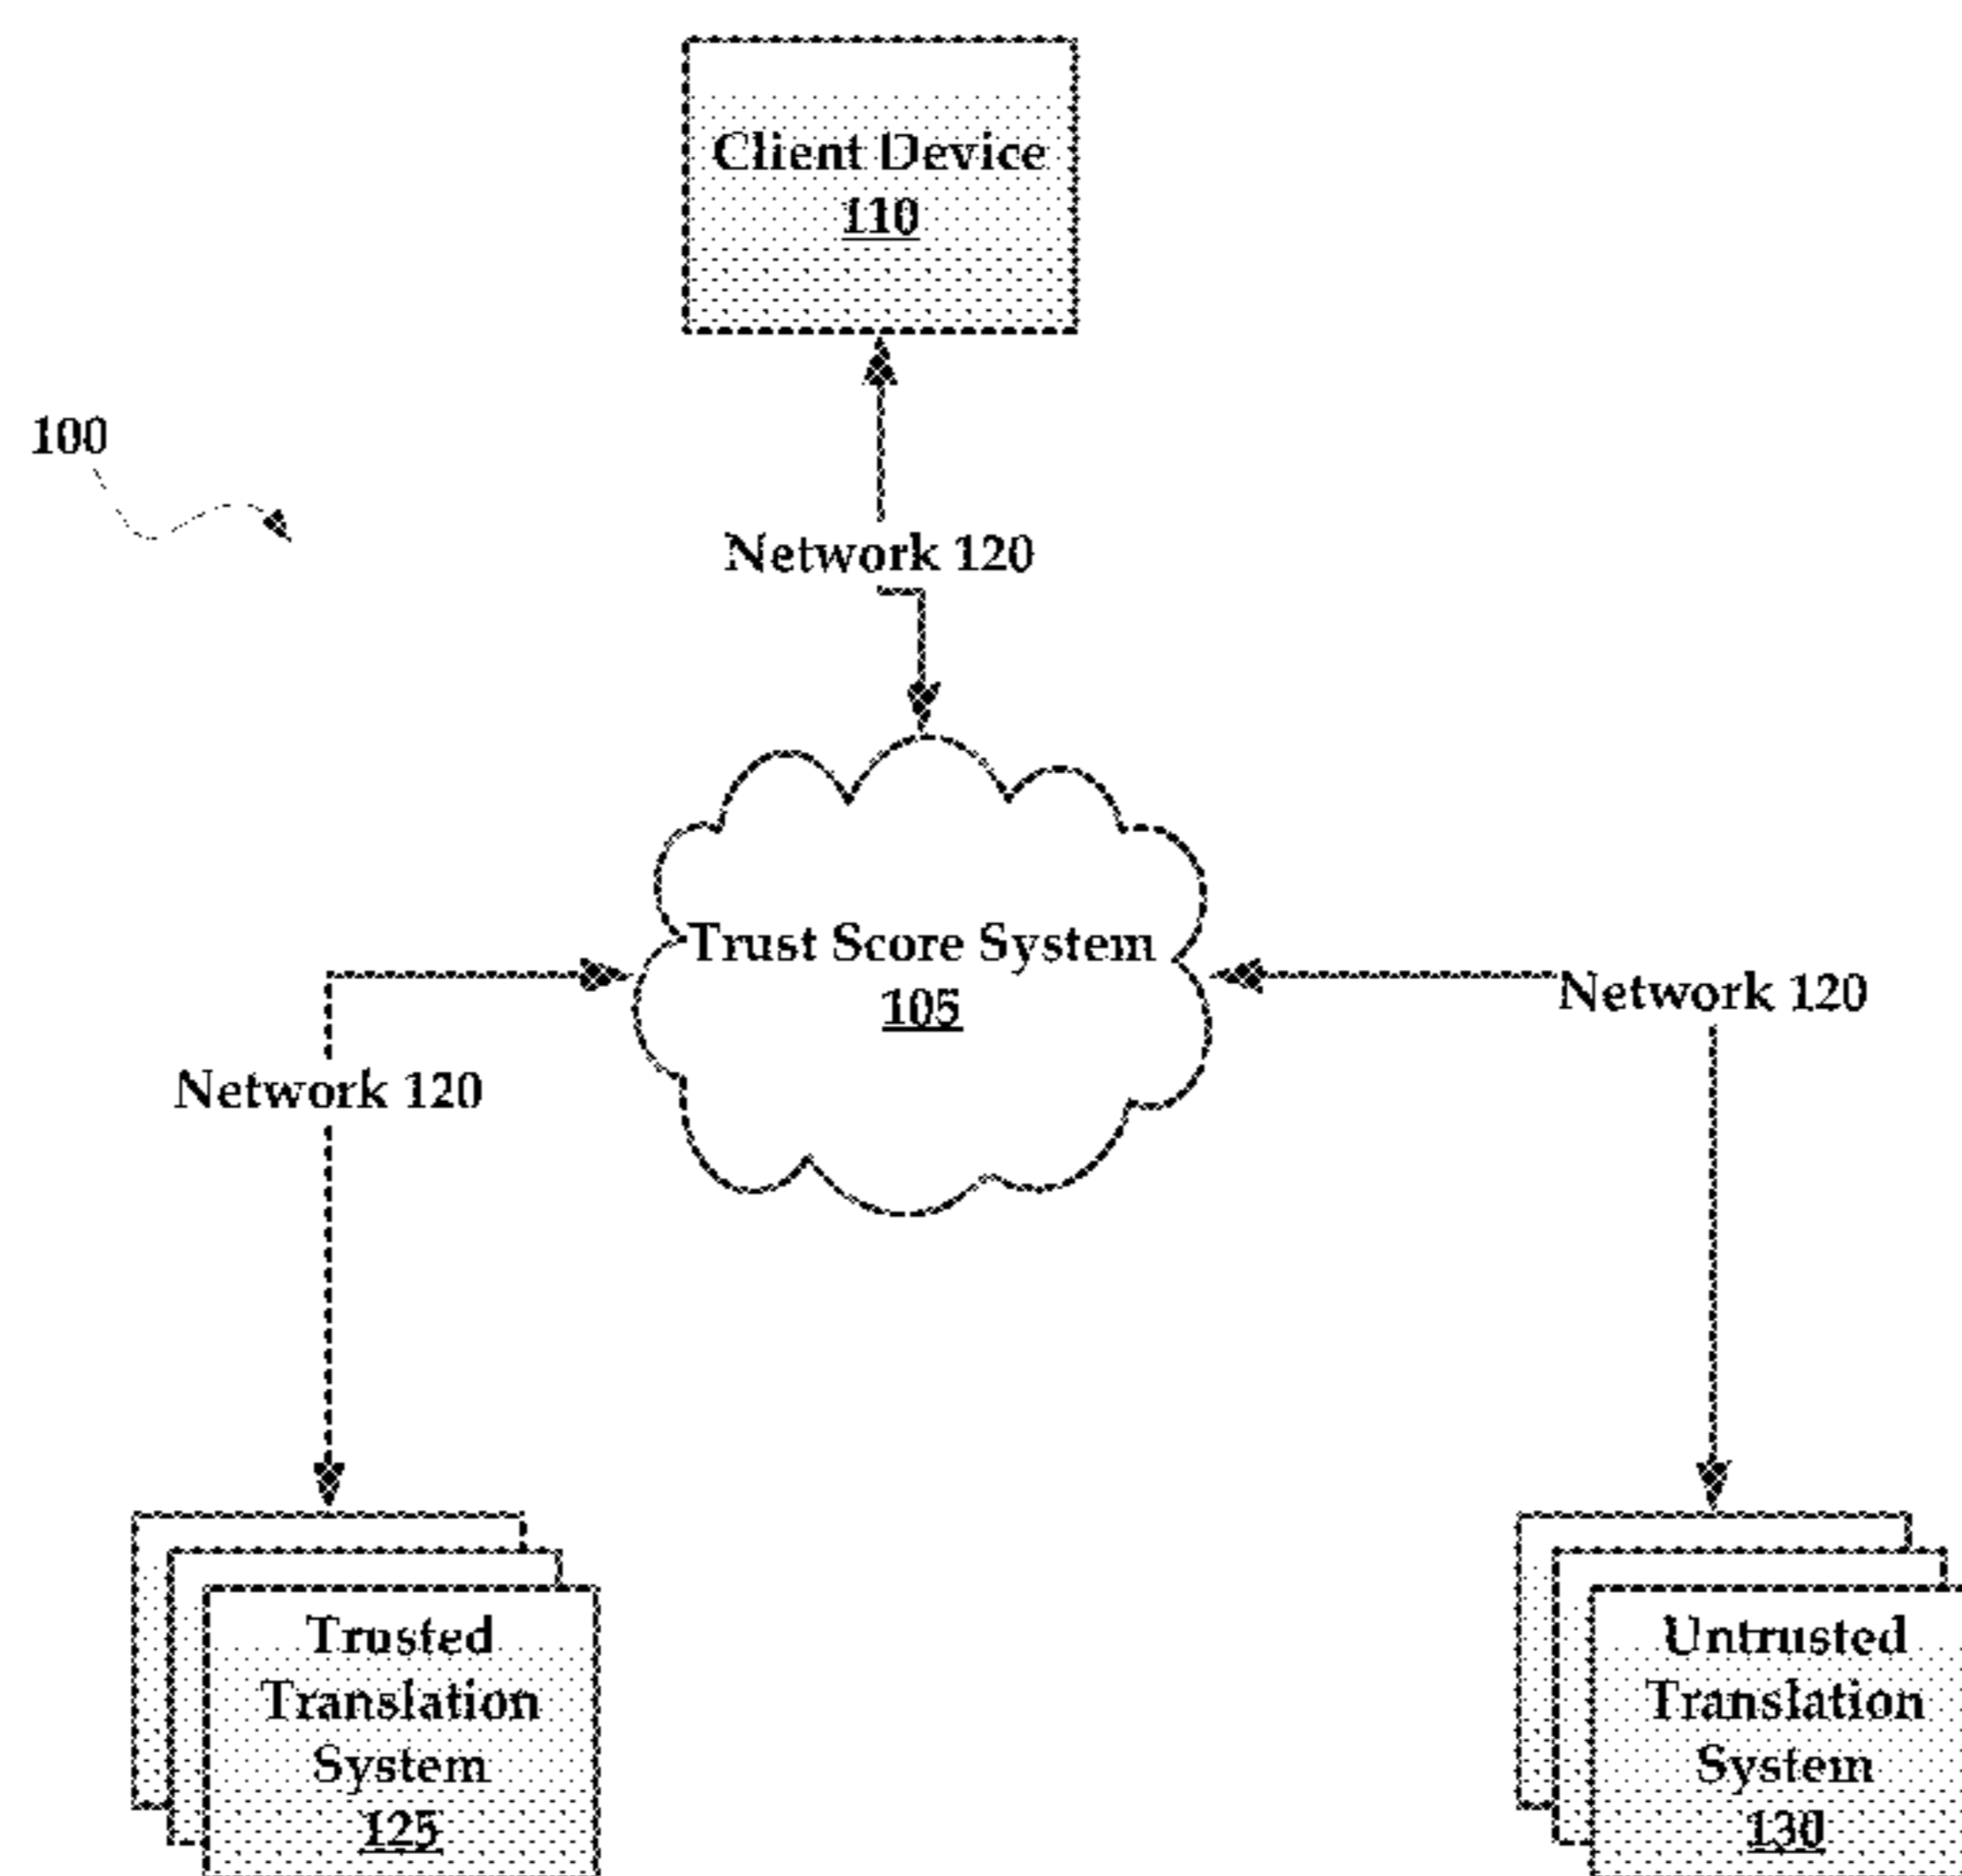 Client Device
110
100
Network 120
Trust Score System
105
Network 120
Network 120
Trusted
Translation
System
125
Untrusted
Translation
System
130